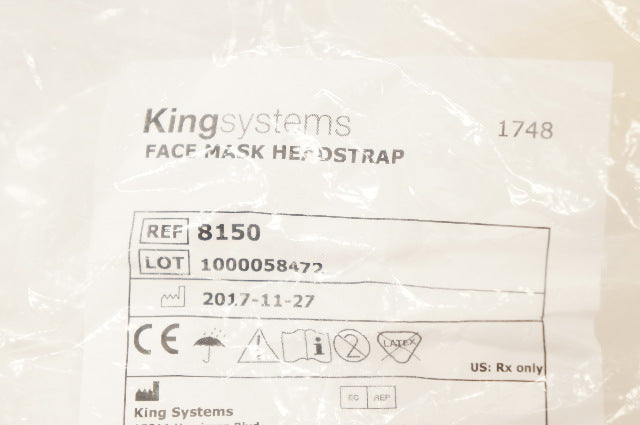 Kingsystems
1748
FACE MASK HEADSTRAP
REF 8150
LOT 1000058472
2017-11-27
CE
2
LATEX
US: Rx only
EC REP
King Systems